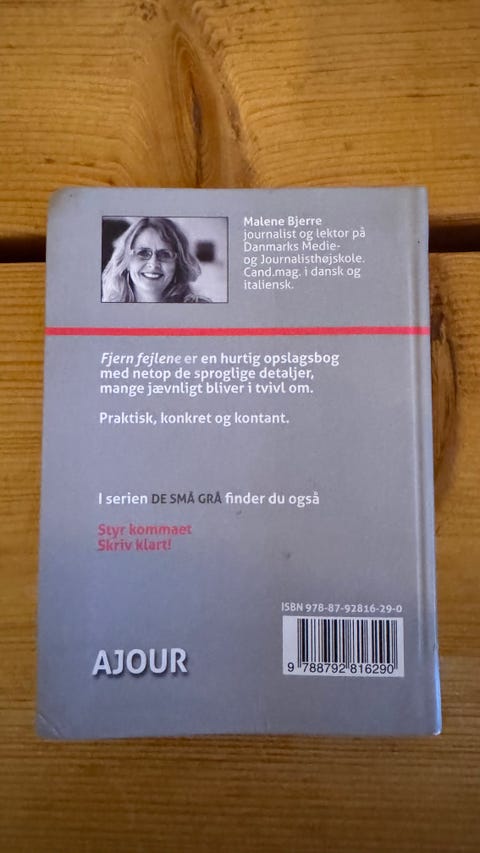 Malene Bjerre
journalist og lektor på
Danmarks Medie-
og Journalisthøjskole.
Cand.mag. i dansk og
italiensk.
Fjern fejlene er en hurtig opslagsbog
med netop de sproglige detaljer,
mange jævnligt bliver i tvivl om.
Praktisk, konkret og kontant.
I serien DE SMÅ GRÅ finder du også
Styr kommaet
Skriv klart!
ISBN 978-87-92816-29-0
AJOUR
9 788792 816290